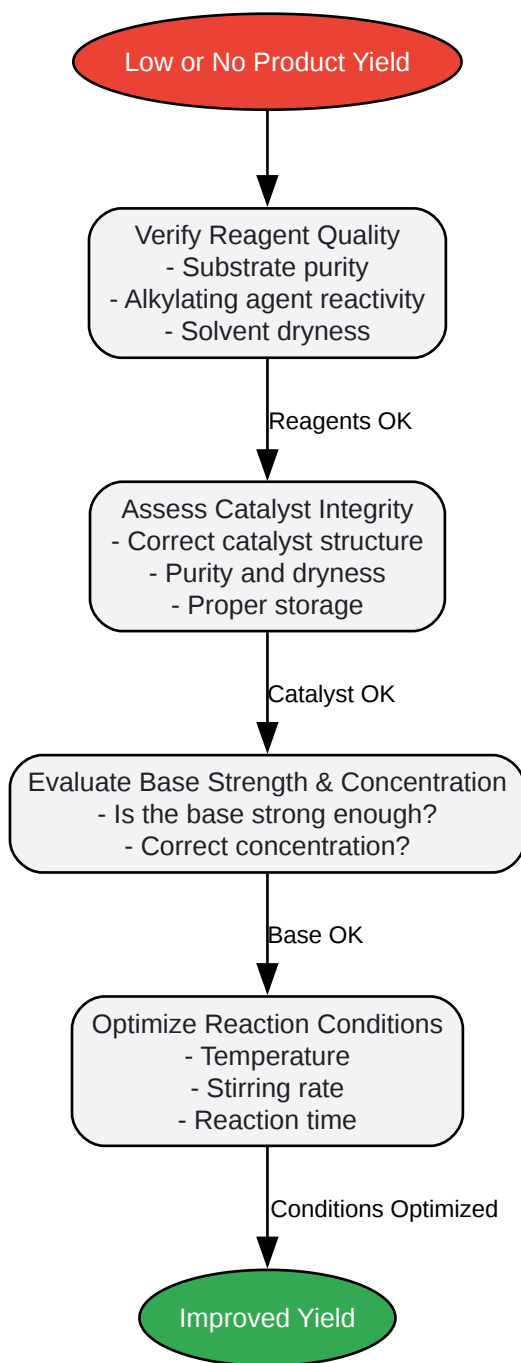 Low or No Product Yield
Verify Reagent Quality
- Substrate purity
- Alkylating agent reactivity
- Solvent dryness
Reagents OK
Assess Catalyst Integrity
- Correct catalyst structure
- Purity and dryness
- Proper storage
Catalyst OK
Evaluate Base Strength & Concentration
- Is the base strong enough?
- Correct concentration?
Base OK
Optimize Reaction Conditions
- Temperature
- Stirring rate
- Reaction time
Conditions Optimized
Improved Yield